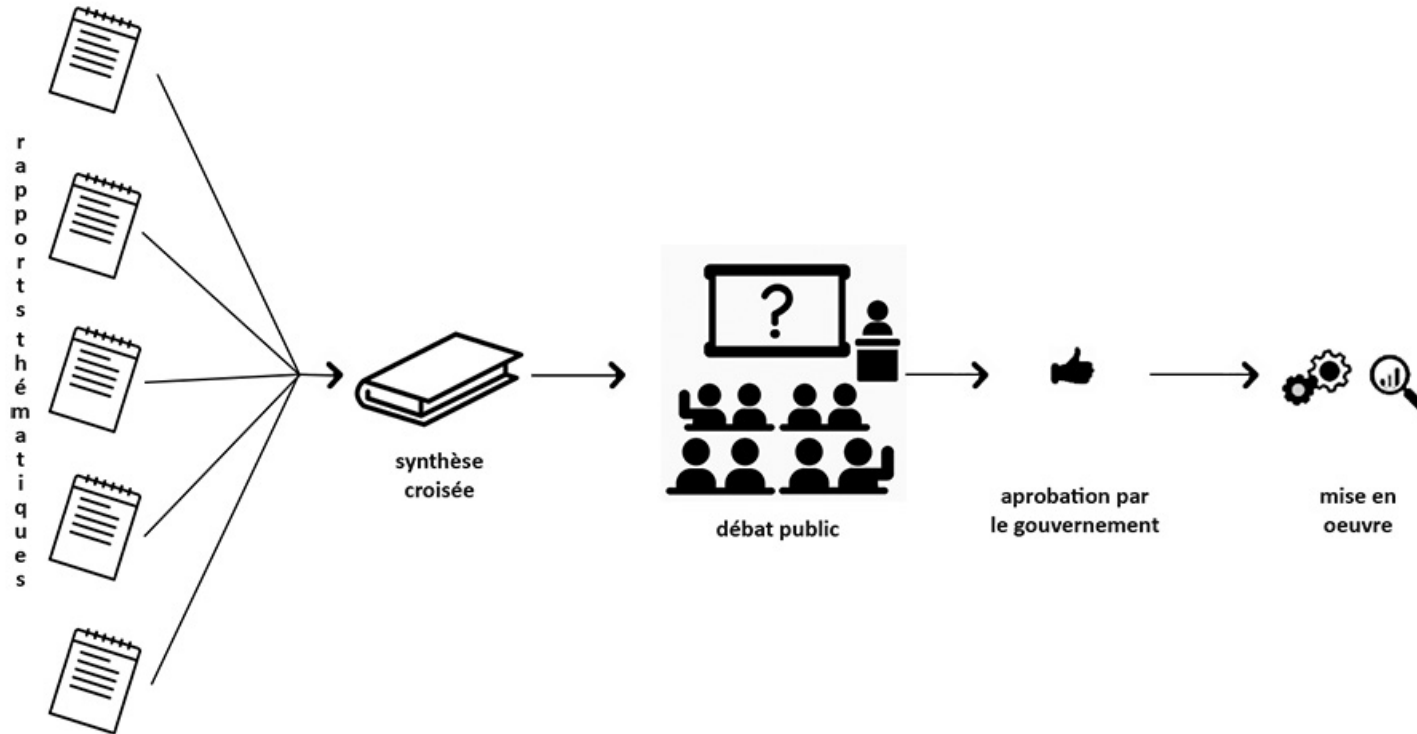 rapports thématiques
synthèse
croisée
?
débat public
aprobation par
le gouvernement
mise en
oeuvre